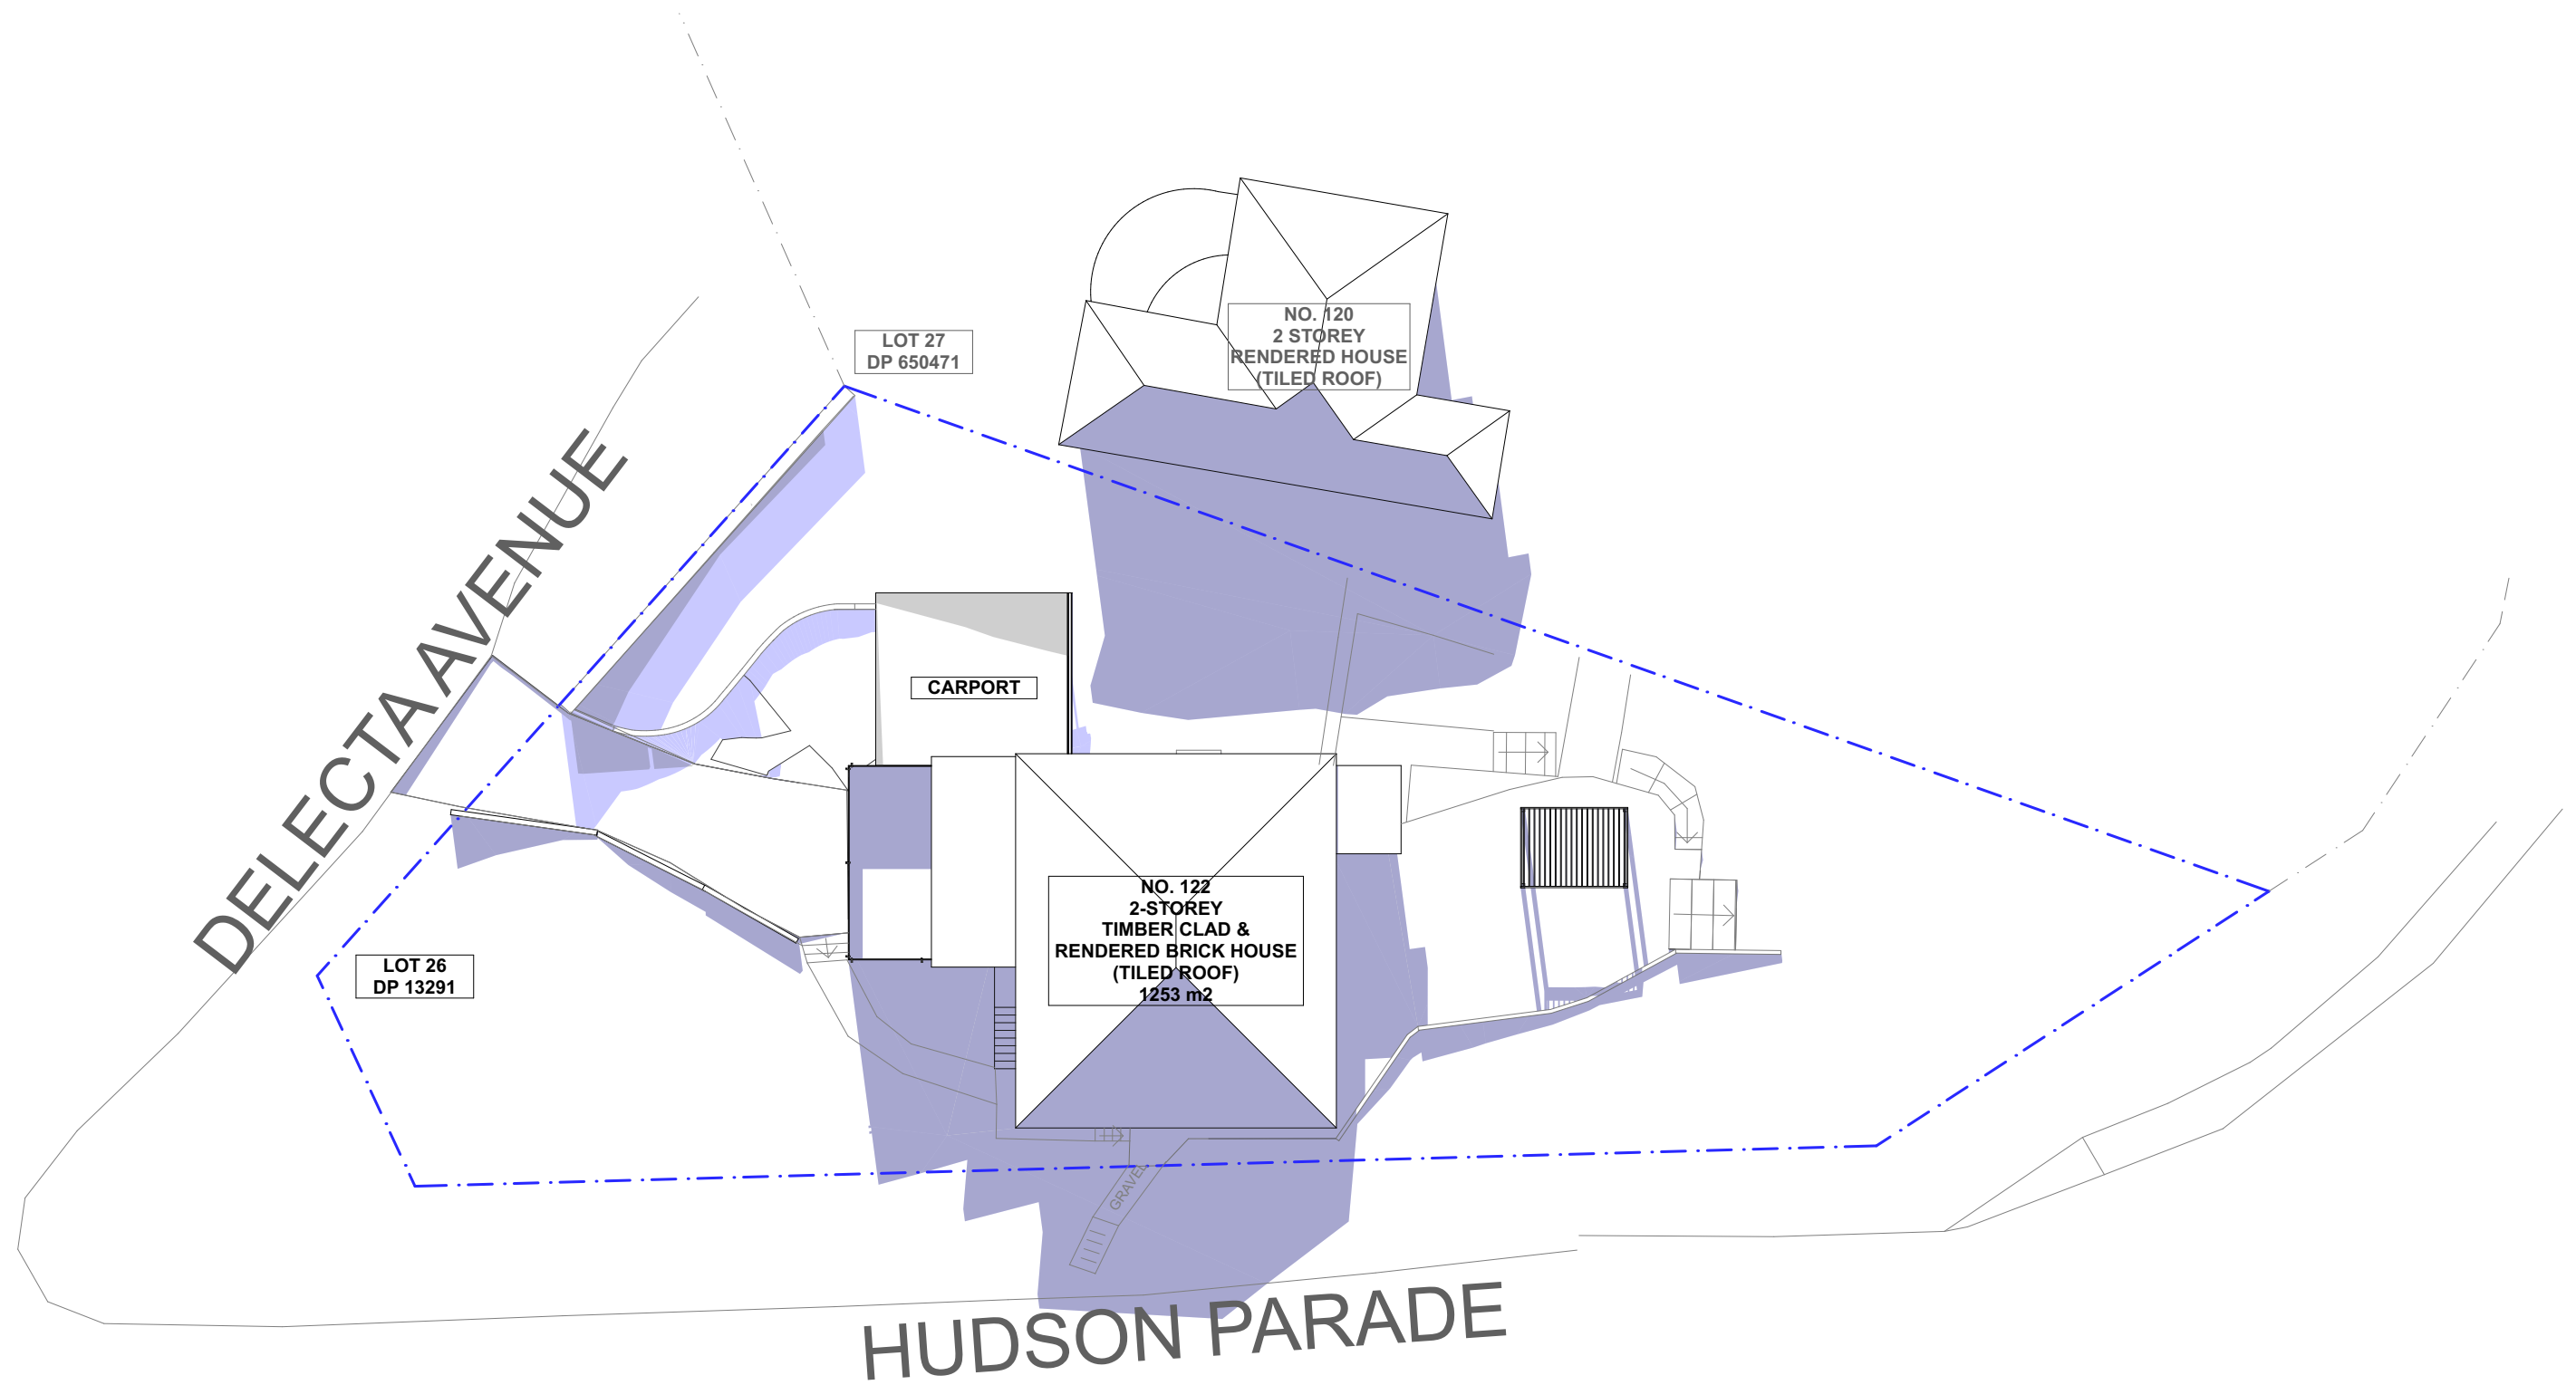 NO. 120
2 STOREY
RENDERED HOUSE
(TILED ROOF)
LOT 27
DP 650471
DELECTA AVENUE
CARPORT
NO. 122
2-STOREY
TIMBER CLAD &
RENDERED BRICK HOUSE
(TILED ROOF)
1253 m2
LOT 26
DP 13291
GRAVEL
HUDSON PARADE